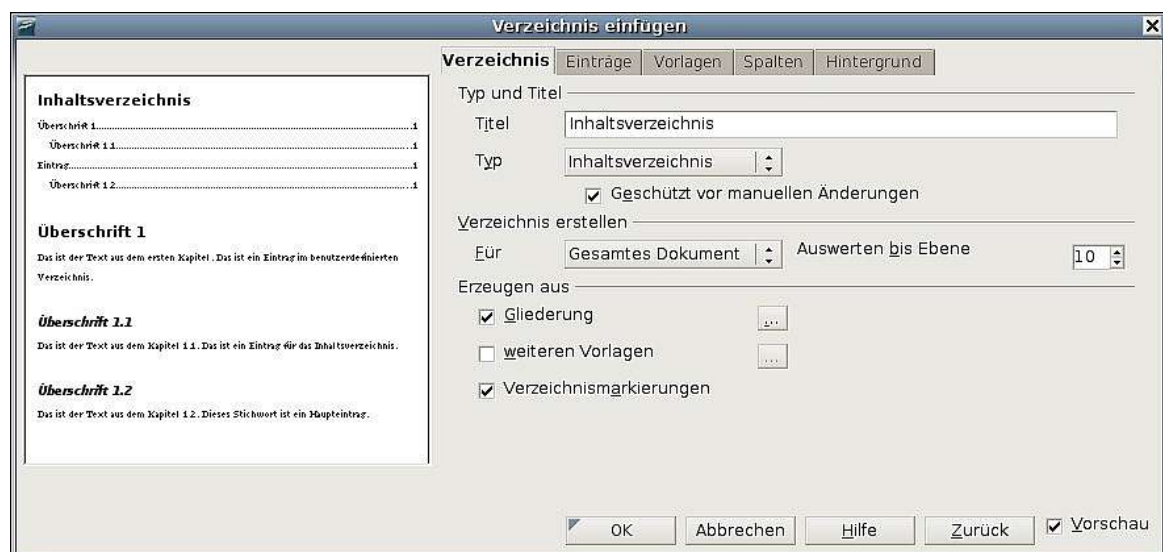 Verzeichnis einfügen
Verzeichnis Einträge Vorlagen Spalten Hintergrund
Inhaltsverzeichnis
Überschrift 1....1
Überschrift 1.1....1
Eintrag....1
Überschrift 1.2....1
Überschrift 1
Das ist der Text aus dem ersten Kapitel. Das ist ein Eintrag im benutzerdefinierten
Verzeichnis.
Überschrift 1.1
Das ist der Text aus dem Kapitel 1.1. Das ist ein Eintrag für das Inhaltsverzeichnis.
Überschrift 1.2
Das ist der Text aus dem Kapitel 1.2. Dieses Stichwort ist ein Haupteintrag.
Typ und Titel
Titel Inhaltsverzeichnis
Typ Inhaltsverzeichnis
Geschützt vor manuellen Änderungen
Verzeichnis erstellen
Für Gesamtes Dokument Auswerten bis Ebene 10
Erzeugen aus
Gliederung ...
weiteren Vorlagen ...
Verzeichnismarkierungen
OK Abbrechen Hilfe Zurück Vorschau